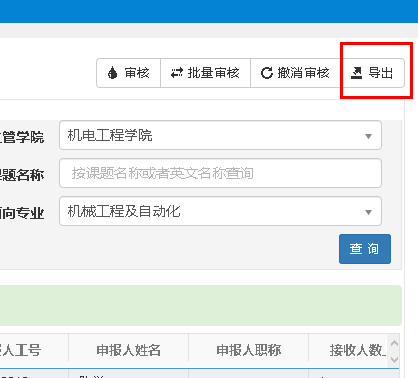 审核 批量审核 撤消审核 导出
管学院 机电工程学院
题名称 按课题名称或者英文名称查询
向专业 机械工程及自动化
查 询
人工号 申报人姓名 申报人职称 接收人数